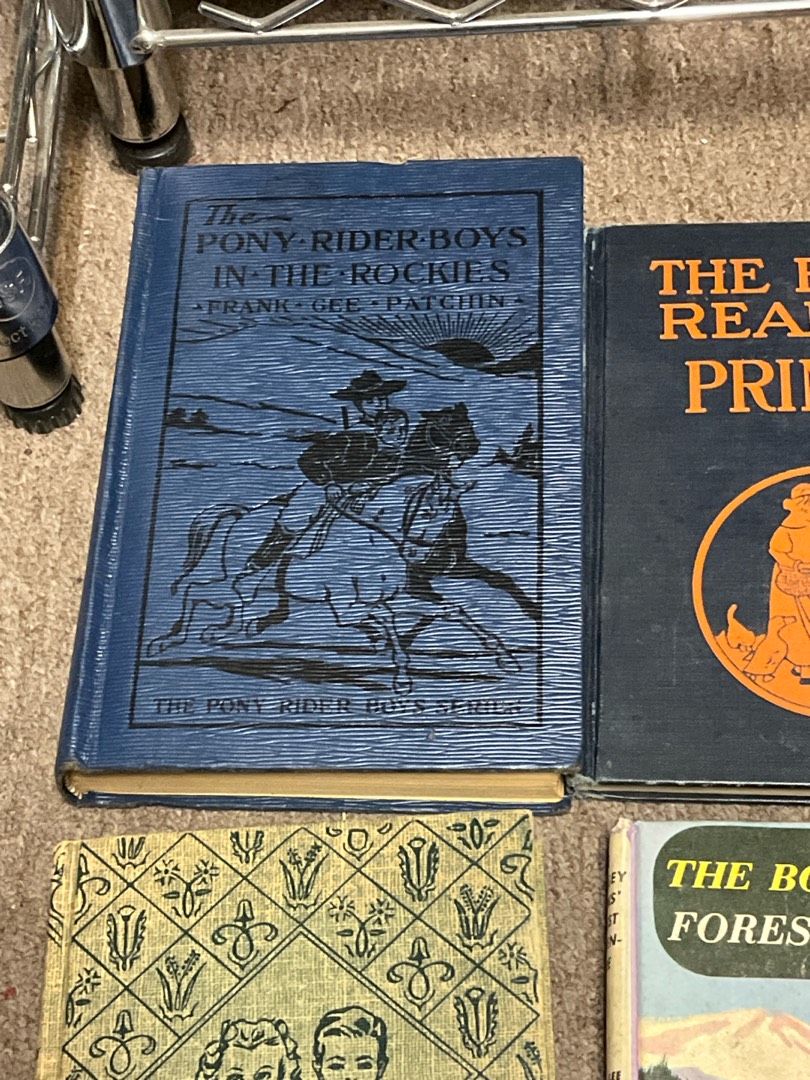 The
PONY·RIDER·BOYS
IN·THE·ROCKIES
·FRANK·GEE·PATCHIN·
THE PONY RIDER BOYS SERIES
THE
REA
PRI
THE BO
FORES